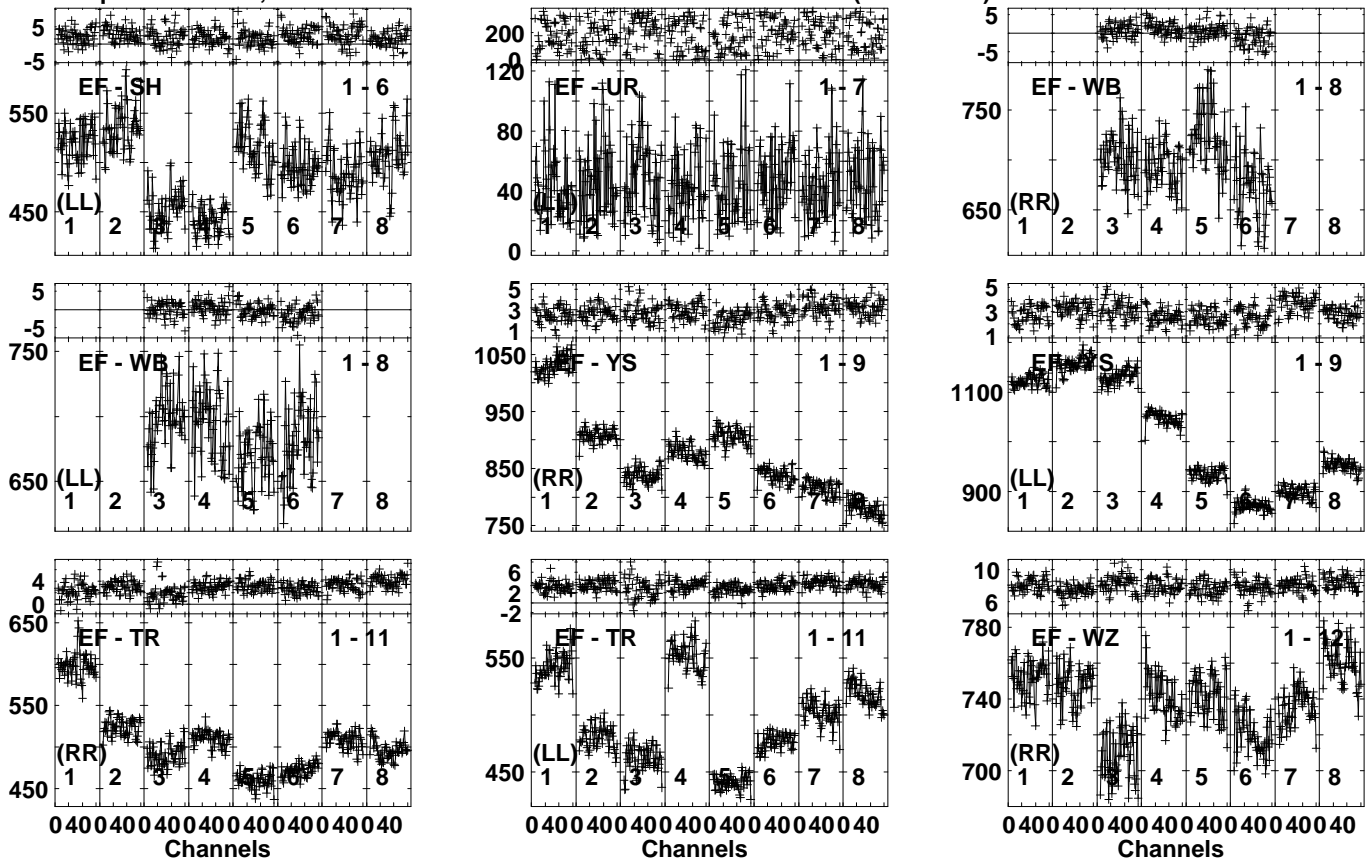 5 200 5
-5 0 -5
EF - SH 1 - 6 120 EF - UR 1 - 7 EF - WB 1 - 8
550 80 750
450 40 650
0
(LL) (LL) (RR)
1 2 3 4 5 6 7 8 1 2 3 4 5 6 7 8 1 2 3 4 5 6 7 8
5 5 5
-5 3 3
1 1
750 EF - WB 1 - 8 1050 EF - YS 1 - 9 EF - YS 1 - 9
950 1100
650 850 900
750
(LL) (RR) (LL)
1 2 3 4 5 6 7 8 1 2 3 4 5 6 7 8 1 2 3 4 5 6 7 8
4 6 10
0 2 6
-2
650 EF - TR 1 - 11 EF - TR 1 - 11 780 EF - WZ 1 - 12
550 550 740
450 450 700
(RR) (LL) (RR)
1 2 3 4 5 6 7 8 1 2 3 4 5 6 7 8 1 2 3 4 5 6 7 8
0 40 0 40 0 40 0 40 0 40 0 40 0 40 0 40 0 40 0 40 0 40 0 40 0 40 0 40 0 40 0 40 0 40 0 40 0 40 0 40 0 40 0 40 0 40 0 40
Channels Channels Channels